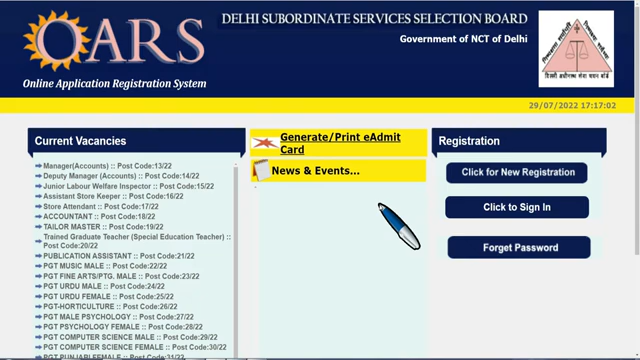 OARS
Online Application Registration System
DELHI SUBORDINATE SERVICES SELECTION BOARD
Government of NCT of Delhi
29/07/2022 17:17:02
Current Vacancies
Manager(Accounts) :: Post Code:13/22
Deputy Manager (Accounts) :: Post Code:14/22
Junior Labour Welfare Inspector :: Post Code:15/22
Assistant Store Keeper :: Post Code:16/22
Store Attendant :: Post Code:17/22
ACCOUNTANT :: Post Code:18/22
TAILOR MASTER :: Post Code:19/22
Trained Graduate Teacher (Special Education Teacher) ::
Post Code:20/22
PUBLICATION ASSISTANT :: Post Code:21/22
PGT MUSIC MALE :: Post Code:22/22
PGT FINE ARTS/PTG. MALE :: Post Code:23/22
PGT URDU MALE :: Post Code:24/22
PGT URDU FEMALE :: Post Code:25/22
PGT-HORTICULTURE :: Post Code:26/22
PGT MALE PSYCHOLOGY :: Post Code:27/22
PGT PSYCHOLOGY FEMALE :: Post Code:28/22
PGT COMPUTER SCIENCE MALE :: Post Code:29/22
PGT COMPUTER SCIENCE FEMALE :: Post Code:30/22
PGT PUNJABI FEMALE :: Post Code:31/22
Generate/Print eAdmit
Card
News & Events...
Registration
Click for New Registration
Click to Sign In
Forget Password